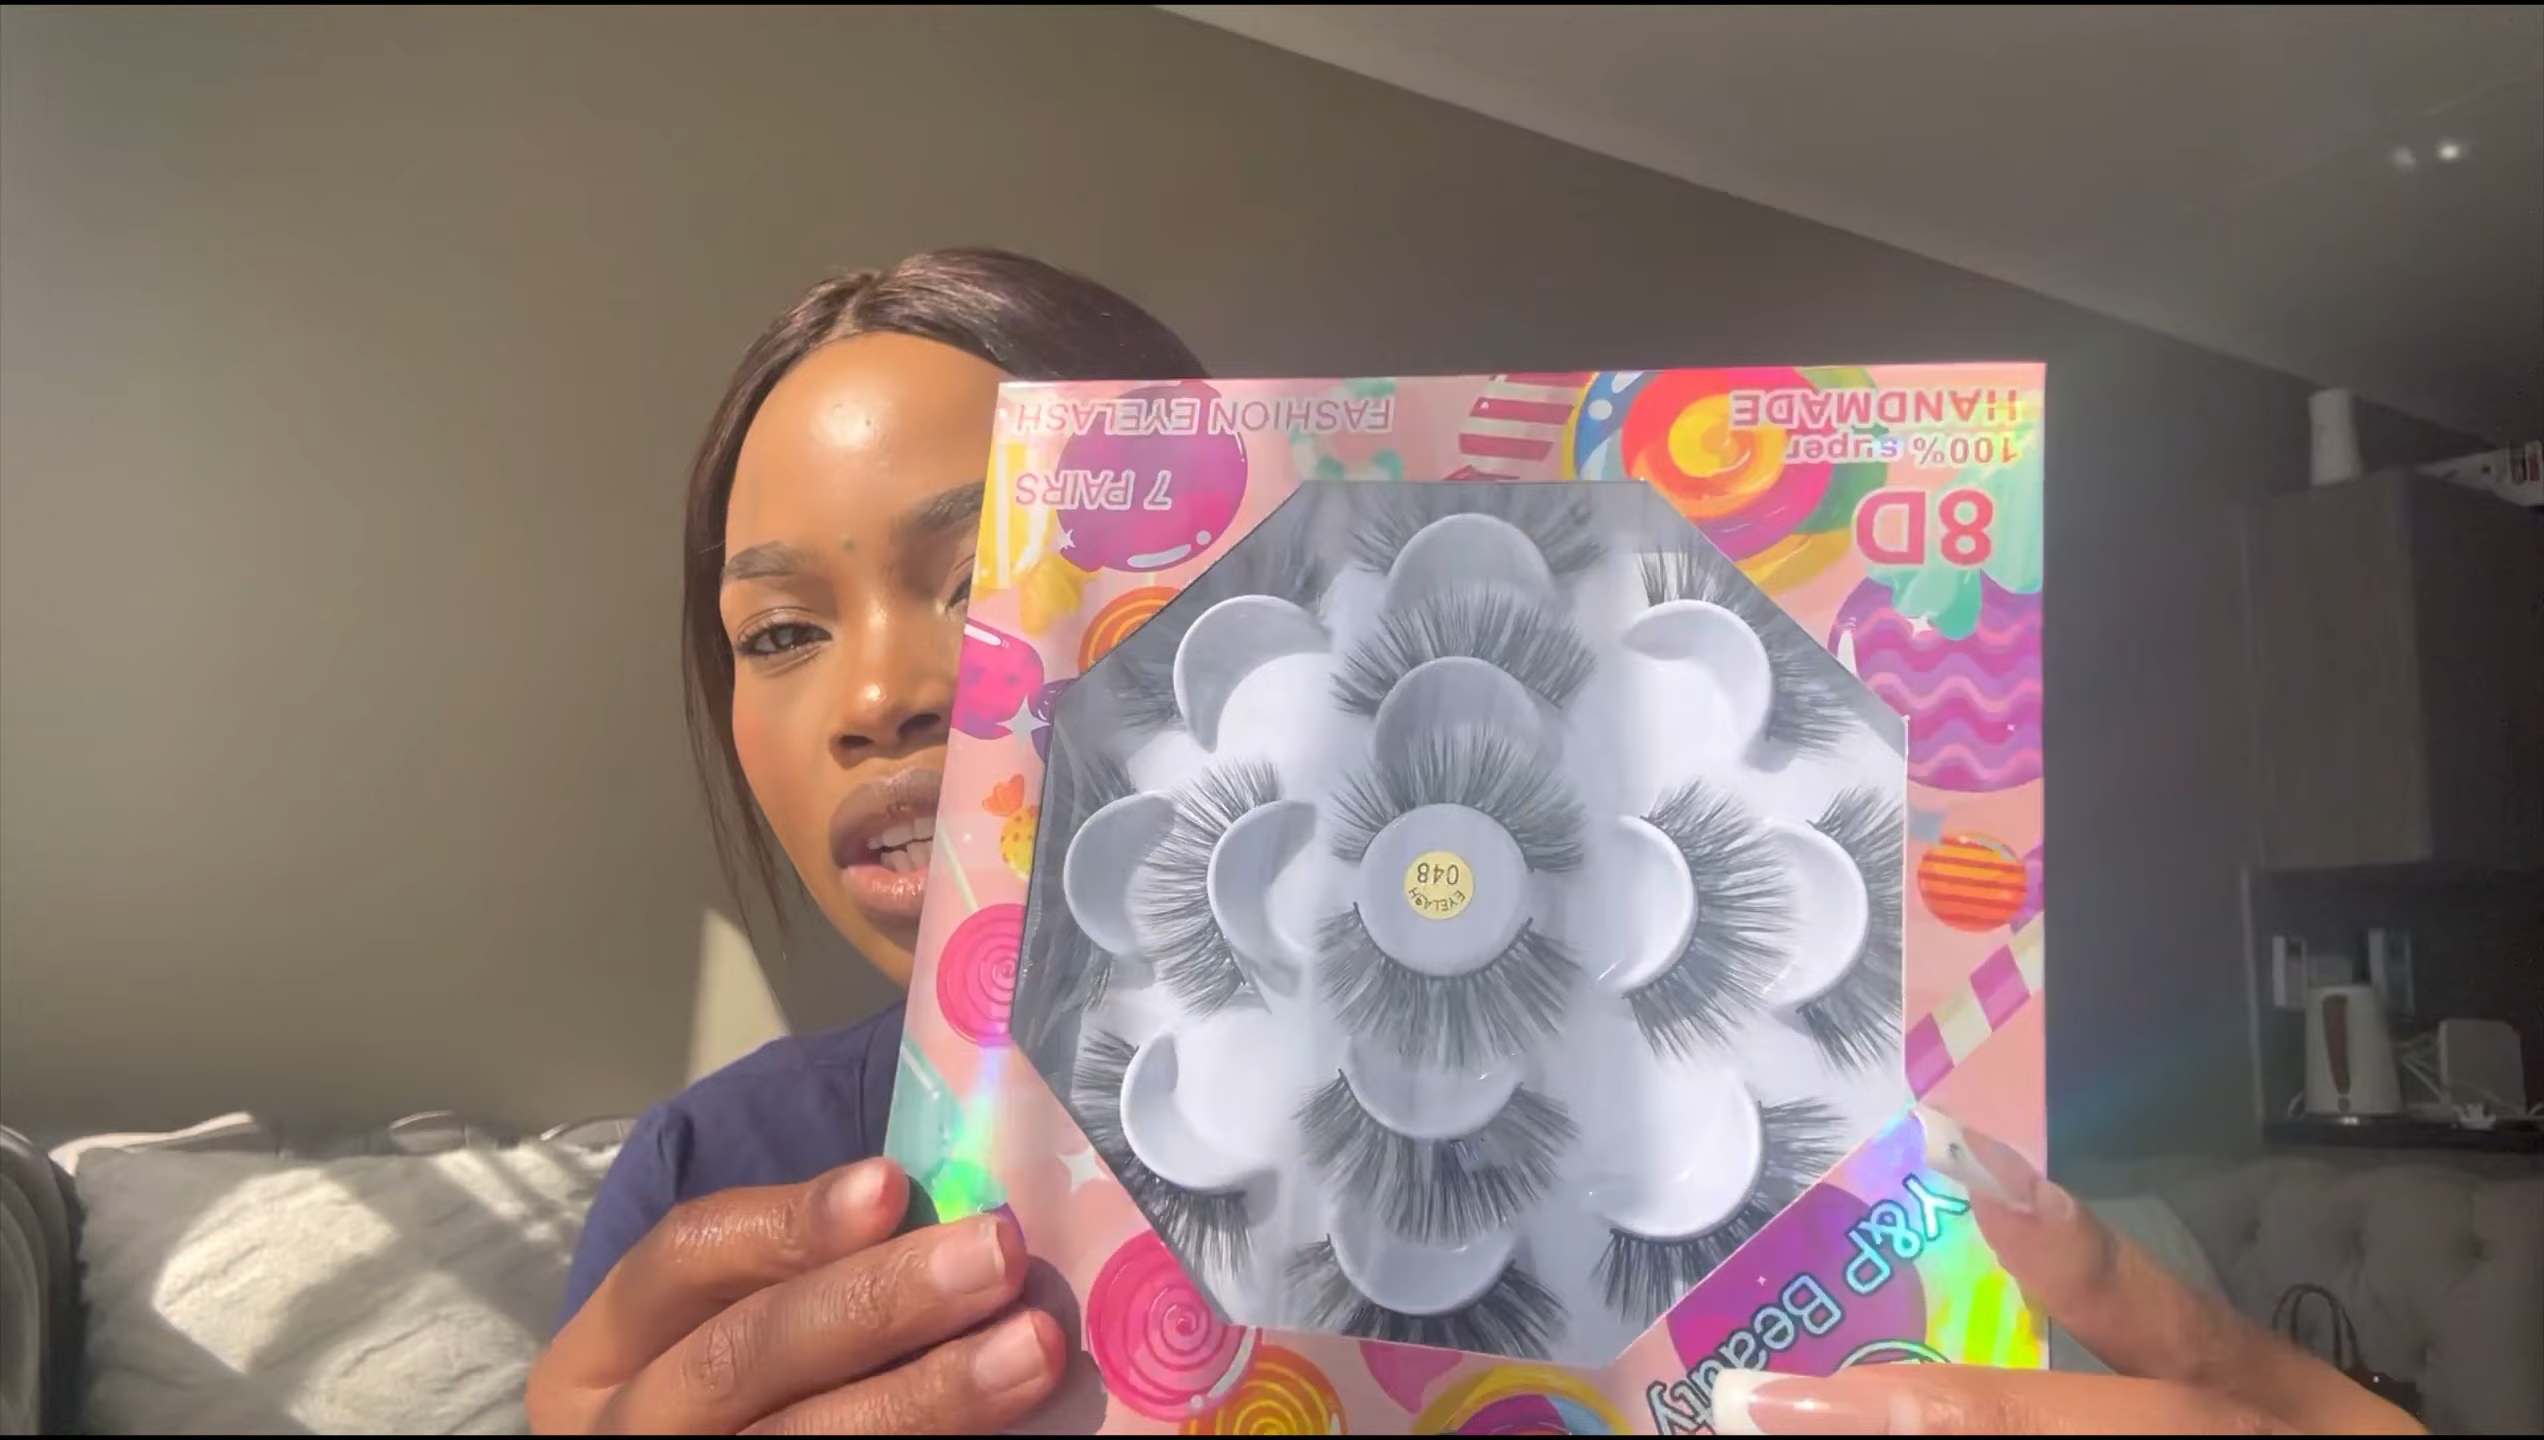 Y&P Beauty
EYELASH
048
8D
100% super
HANDMADE
7 PAIRS
FASHION EYELASH